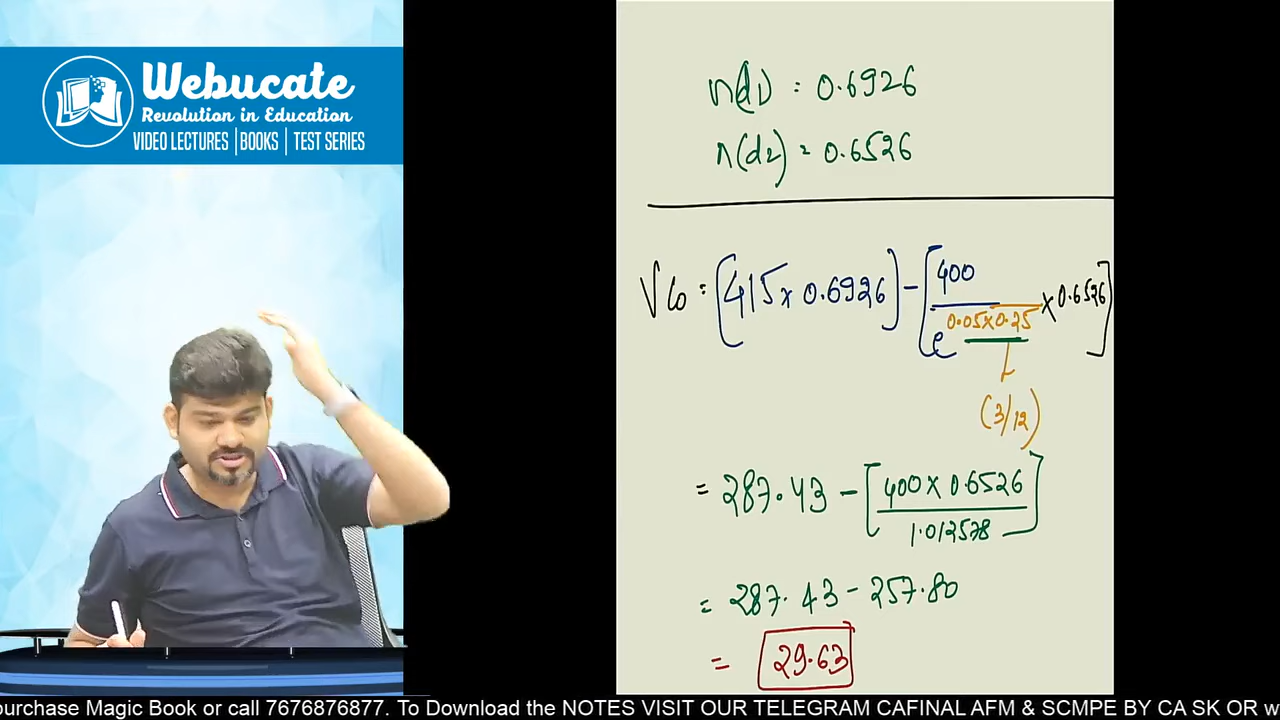 Webucate
Revolution in Education
VIDEO LECTURES | BOOKS | TEST SERIES
n(d1) = 0.6926
n(d2) = 0.6526
Vco = [415 x 0.6926] - [400 / e^0.05x0.25 x 0.6526]
(3/12)
= 287.43 - [400 x 0.6526 / 1.012578]
= 287.43 - 257.80
= 29.63
ourchase Magic Book or call 7676876877. To Download the NOTES VISIT OUR TELEGRAM CAFINAL AFM & SCMPE BY CA SK OR w